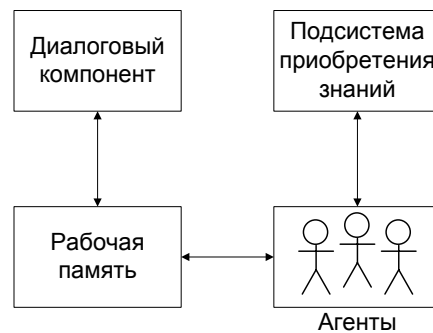 Диалоговый
компонент
Подсистема
приобретения
знаний
Рабочая
память
Агенты